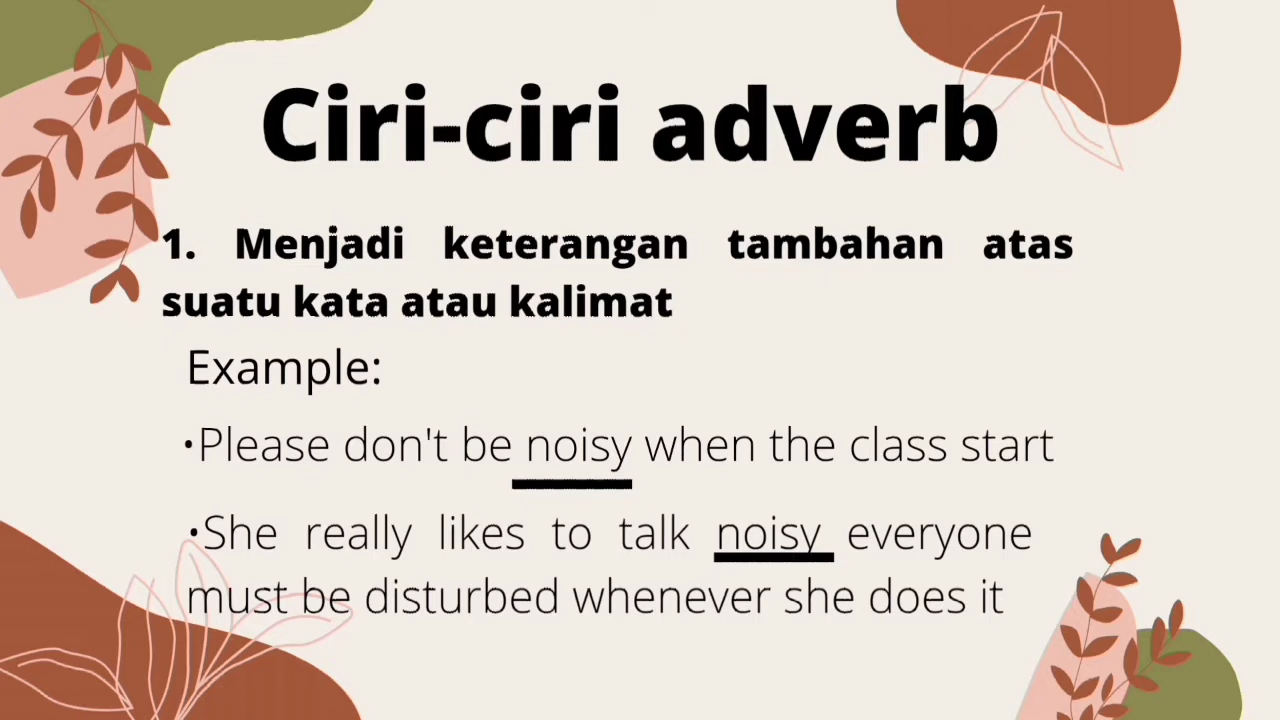 Ciri-ciri adverb
1. Menjadi keterangan tambahan atas
suatu kata atau kalimat
Example:
•Please don't be noisy when the class start
•She really likes to talk noisy everyone
must be disturbed whenever she does it